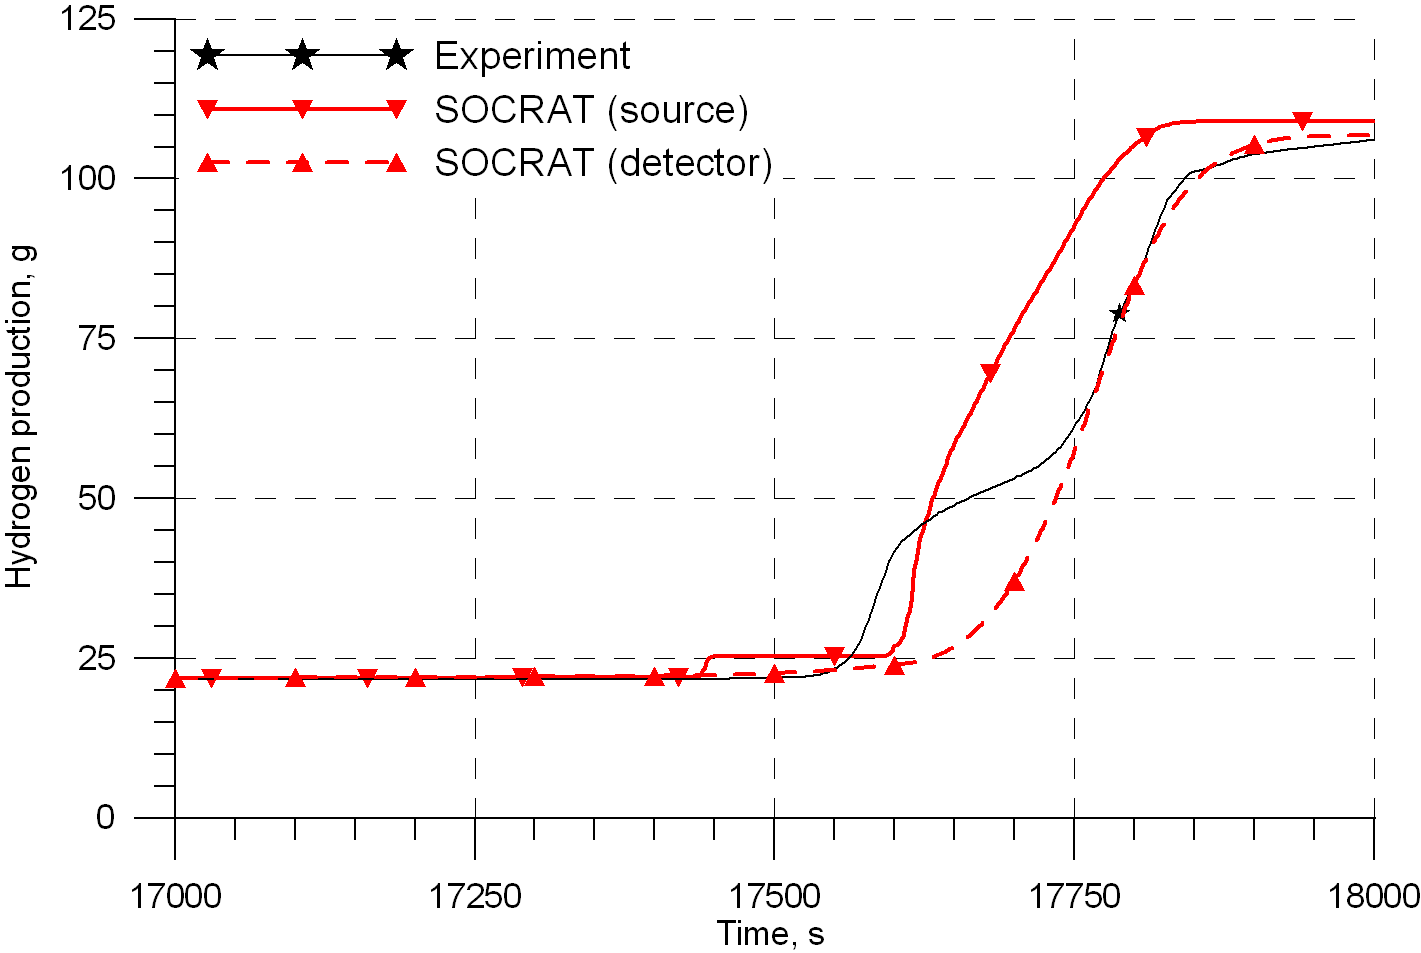 125
Experiment
SOCRAT (source)
SOCRAT (detector)
100
75
50
25
0
Hydrogen production, g
17000 17250 17500 17750 18000
Time, s